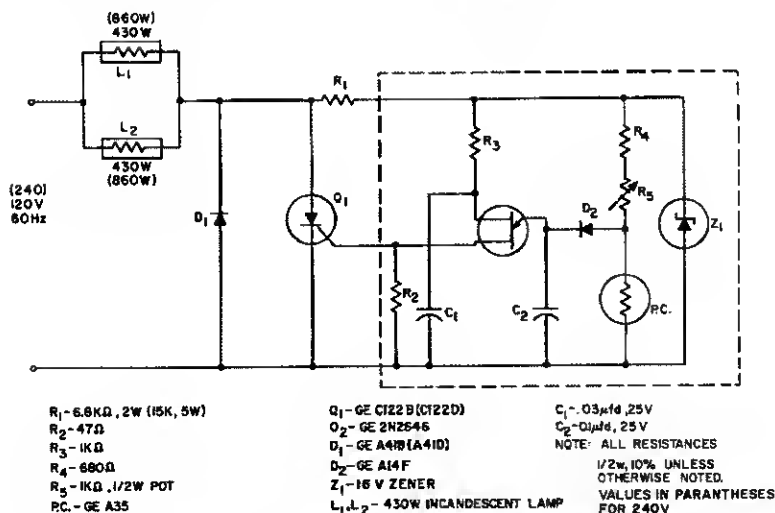 (860W)
430W
L1
L2
430W
(860W)
(240)
120V
60Hz
D1
Q1
R1
R2
R3
C1
C2
D2
R4
R5
P.C.
Z1
R1-6.8KΩ, 2W (15K, 5W)
R2-47Ω
R3-1KΩ
R4-680Ω
R5-1KΩ, 1/2W POT
P.C.- GE A35
Q1-GE C122B(C122D)
Q2-GE 2N2646
D1-GE A41B(A41D)
D2-GE A14F
Z1-16 V ZENER
L1,L2- 430W INCANDESCENT LAMP
C1-.03µfd, 25V
C2-0.1µfd, 25V
NOTE: ALL RESISTANCES
1/2w, 10% UNLESS
OTHERWISE NOTED.
VALUES IN PARANTHESES
FOR 240V